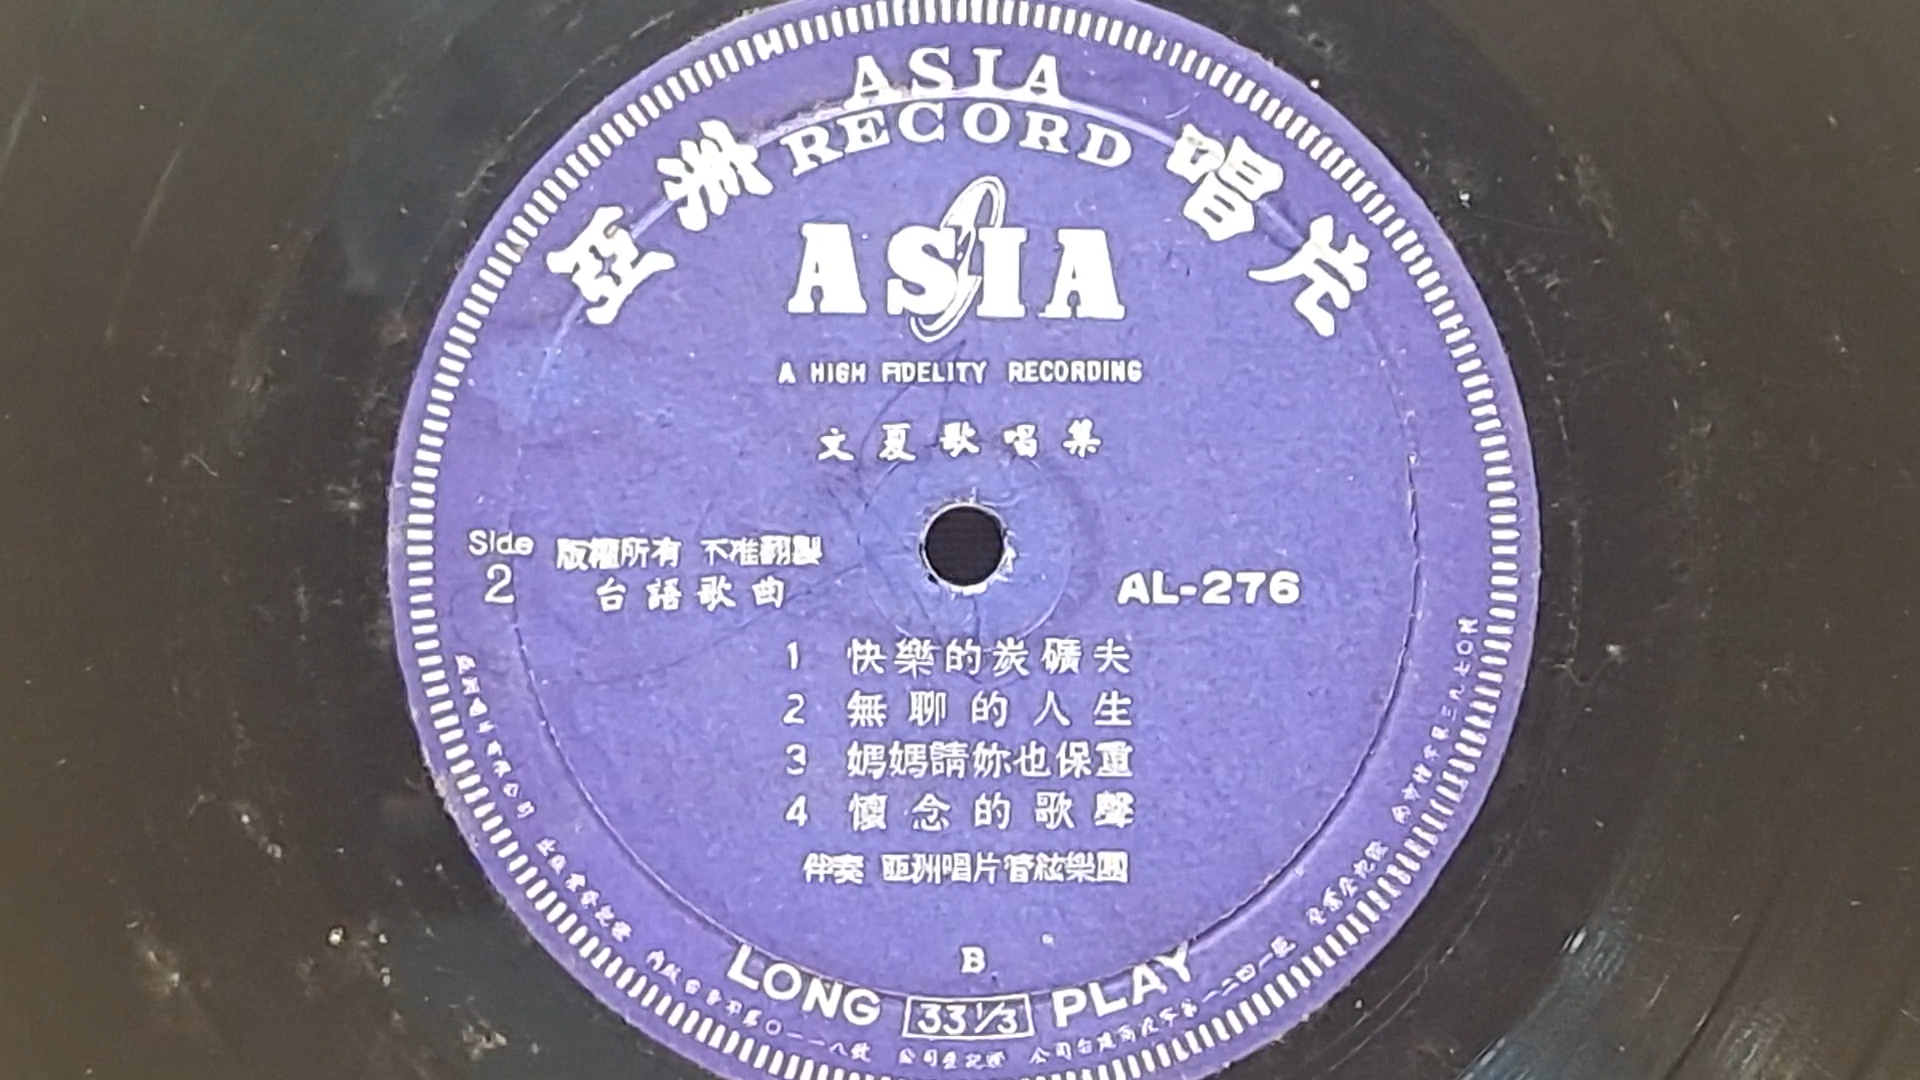 ASIA
RECORD
亞洲唱片
ASIA
A HIGH FIDELITY RECORDING
文夏歌唱集
Side 2
版權所有 不准翻製
台語歌曲
AL-276
1 快樂的炭礦夫
2 無聊的人生
3 媽媽請妳也保重
4 懷念的歌聲
伴奏 亞洲唱片管絃樂團
B
LONG 33 1/3 PLAY